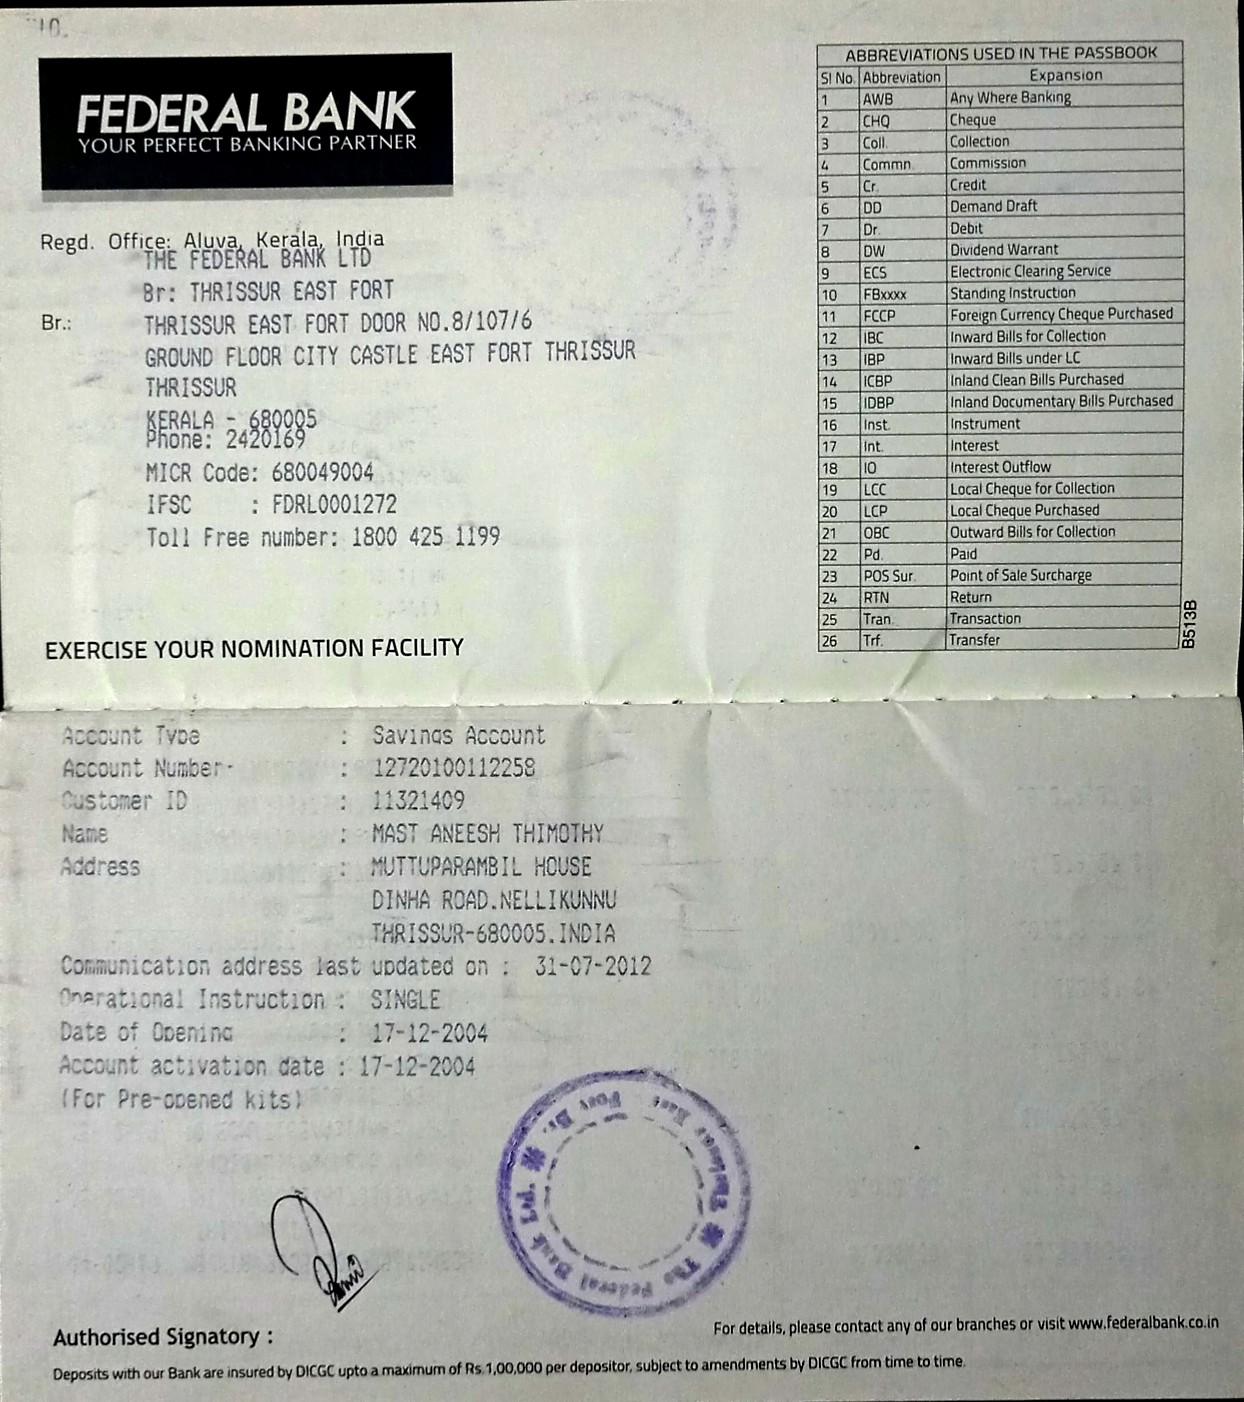 FEDERAL BANK
YOUR PERFECT BANKING PARTNER
Regd. Office: Aluva, Kerala, India
THE FEDERAL BANK LTD
Br: THRISSUR EAST FORT
Br.: THRISSUR EAST FORT DOOR NO.8/107/6
GROUND FLOOR CITY CASTLE EAST FORT THRISSUR
THRISSUR
KERALA - 680005
Phone: 2420169
MICR Code: 680049004
IFSC : FDRL0001272
Toll Free number: 1800 425 1199
EXERCISE YOUR NOMINATION FACILITY
ABBREVIATIONS USED IN THE PASSBOOK
Sl No. Abbreviation Expansion
1 AWB Any Where Banking
2 CHQ Cheque
3 Coll. Collection
4 Commn. Commission
5 Cr. Credit
6 DD Demand Draft
7 Dr. Debit
8 DW Dividend Warrant
9 ECS Electronic Clearing Service
10 FBxxxx Standing Instruction
11 FCCP Foreign Currency Cheque Purchased
12 IBC Inward Bills for Collection
13 IBP Inward Bills under LC
14 ICBP Inland Clean Bills Purchased
15 IDBP Inland Documentary Bills Purchased
16 Inst. Instrument
17 Int. Interest
18 IO Interest Outflow
19 LCC Local Cheque for Collection
20 LCP Local Cheque Purchased
21 OBC Outward Bills for Collection
22 Pd. Paid
23 POS Sur. Point of Sale Surcharge
24 RTN Return
25 Tran. Transaction
26 Trf. Transfer
B513B
Account Type : Savings Account
Account Number : 12720100112258
Customer ID : 11321409
Name : MAST ANEESH THIMOTHY
Address : MUTTUPARAMBIL HOUSE
DINHA ROAD.NELLIKUNNU
THRISSUR-680005.INDIA
Communication address last updated on : 31-07-2012
Operational Instruction : SINGLE
Date of Opening : 17-12-2004
Account activation date : 17-12-2004
(For Pre-opened kits)
The Federal Bank Ltd.
Thrissur East Fort Br.
Authorised Signatory :
For details, please contact any of our branches or visit www.federalbank.co.in
Deposits with our Bank are insured by DICGC upto a maximum of Rs.1,00,000 per depositor, subject to amendments by DICGC from time to time.